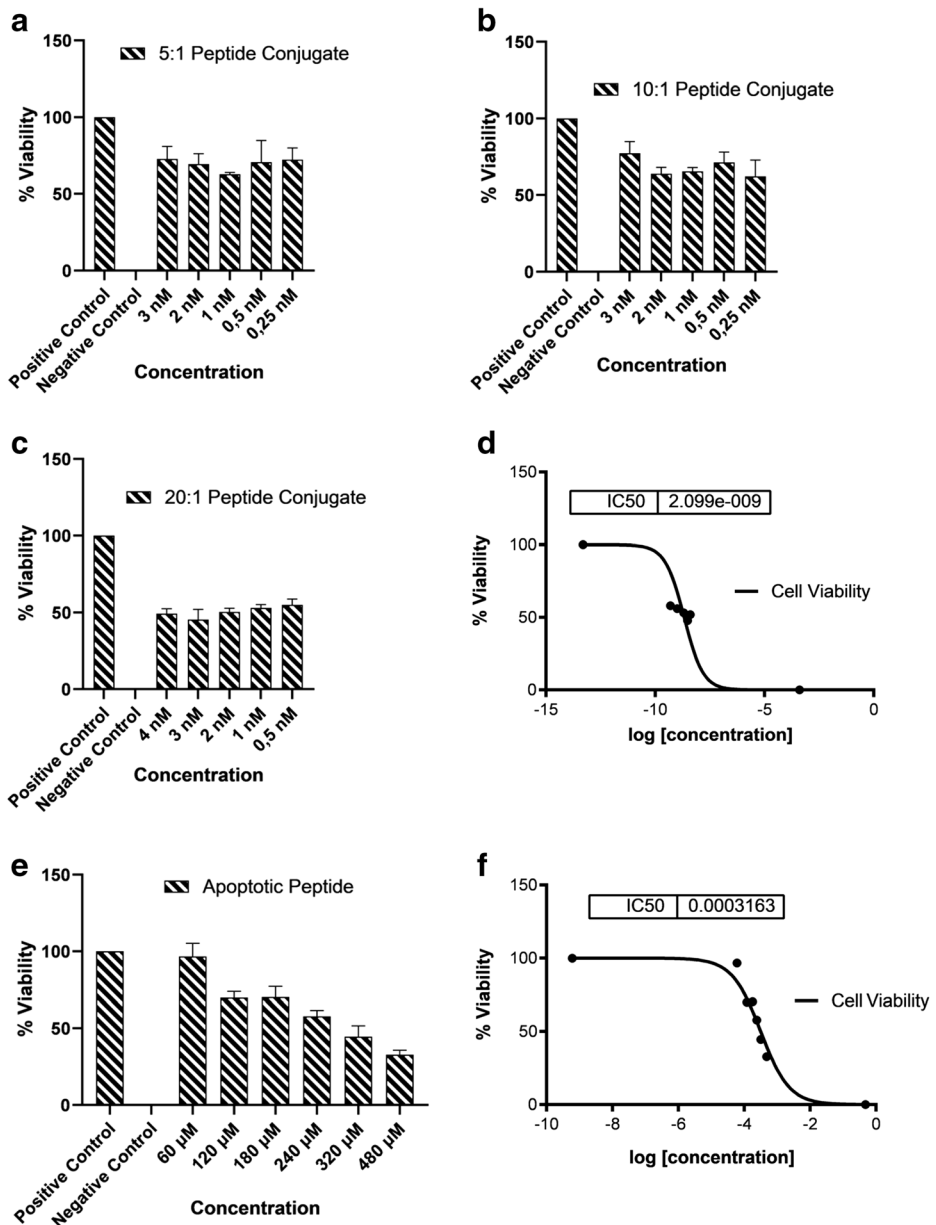 a
150
100
50
0
% Viability
5:1 Peptide Conjugate
Positive Control
Negative Control
3 nM
2 nM
1 nM
0,5 nM
0,25 nM
Concentration
b
150
100
50
0
% Viability
10:1 Peptide Conjugate
Positive Control
Negative Control
3 nM
2 nM
1 nM
0,5 nM
0,25 nM
Concentration
c
150
100
50
0
% Viability
20:1 Peptide Conjugate
Positive Control
Negative Control
4 nM
3 nM
2 nM
1 nM
0,5 nM
Concentration
d
150
100
50
0
% Viability
IC50 2.099e-009
Cell Viability
-15 -10 -5 0
log [concentration]
e
150
100
50
0
% Viability
Apoptotic Peptide
Positive Control
Negative Control
60 µM
120 µM
180 µM
240 µM
320 µM
480 µM
Concentration
f
150
100
50
0
% Viability
IC50 0.0003163
Cell Viability
-10 -8 -6 -4 -2 0
log [concentration]